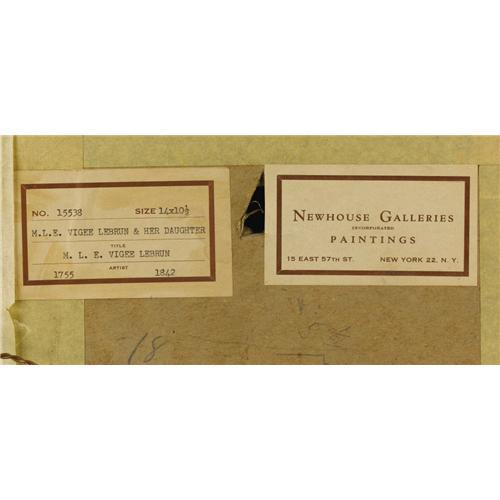 NO. 15538 SIZE 14x10½
M.L.E. VIGEE LEBRUN & HER DAUGHTER
TITLE
M. L. E. VIGEE LEBRUN
ARTIST
1755 1842
NEWHOUSE GALLERIES
INCORPORATED
PAINTINGS
15 EAST 57TH ST. NEW YORK 22, N. Y.
18